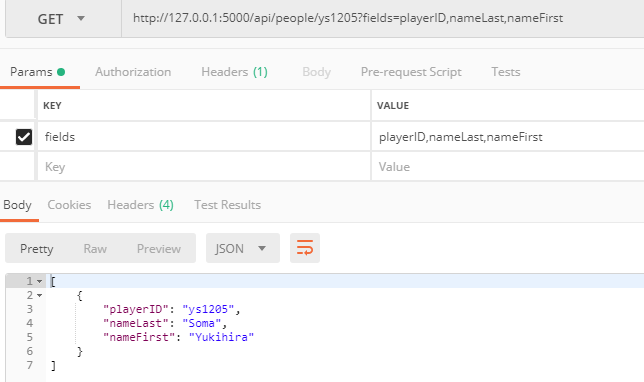 GET http://127.0.0.1:5000/api/people/ys1205?fields=playerID,nameLast,nameFirst
Params Authorization Headers (1) Body Pre-request Script Tests
KEY VALUE
fields playerID,nameLast,nameFirst
Key Value
Body Cookies Headers (4) Test Results
Pretty Raw Preview JSON
1 [
2 {
3 "playerID": "ys1205",
4 "nameLast": "Soma",
5 "nameFirst": "Yukihira"
6 }
7 ]